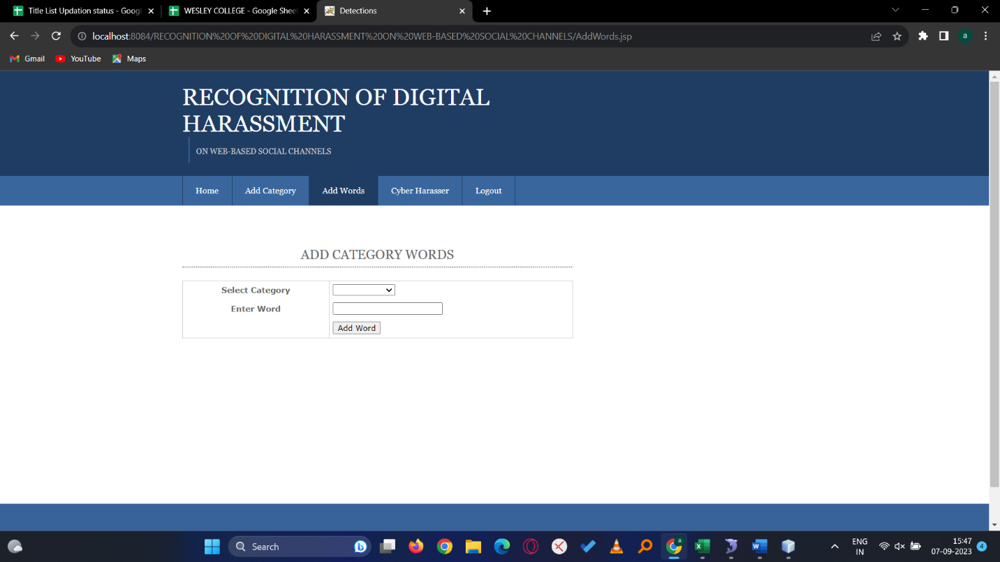 Title List Updation status - Googl
WESLEY COLLEGE - Google Sheet
Detections
localhost:8084/RECOGNITION%20OF%20DIGITAL%20HARASSMENT%20ON%20WEB-BASED%20SOCIAL%20CHANNELS/AddWords.jsp
a
Gmail
YouTube
Maps
RECOGNITION OF DIGITAL
HARASSMENT
ON WEB-BASED SOCIAL CHANNELS
Home
Add Category
Add Words
Cyber Harasser
Logout
ADD CATEGORY WORDS
Select Category
Enter Word
Add Word
Search
ENG
IN
15:47
07-09-2023
4